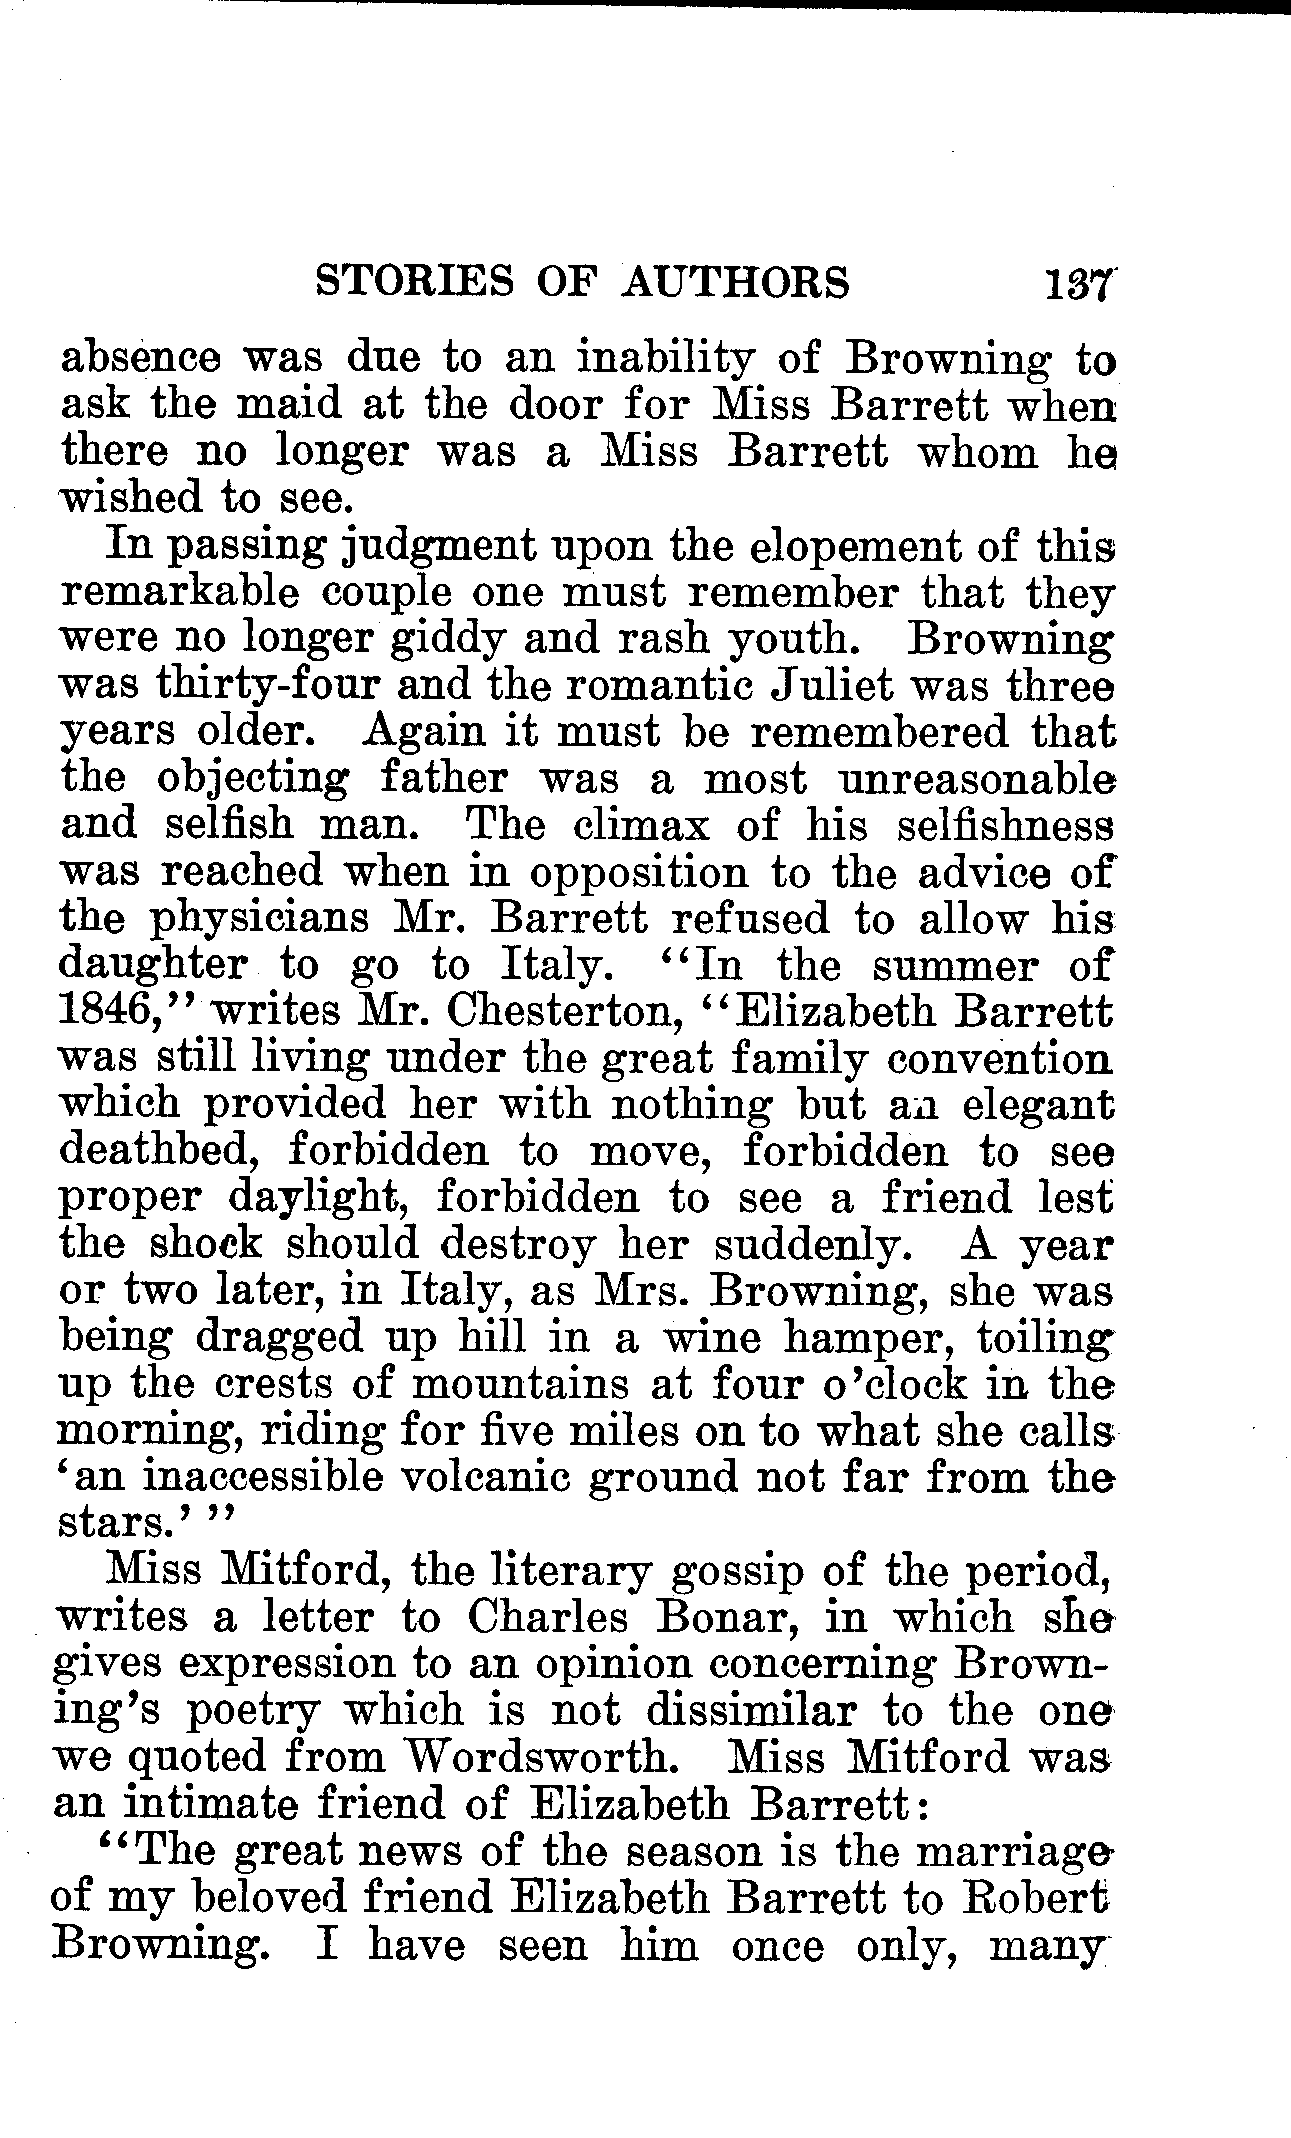 STORIES OF AUTHORS 137
absence was due to an inability of Browning to
ask the maid at the door for Miss Barrett when
there no longer was a Miss Barrett whom he
wished to see.
In passing judgment upon the elopement of this
remarkable couple one must remember that they
were no longer giddy and rash youth. Browning
was thirty-four and the romantic Juliet was three
years older. Again it must be remembered that
the objecting father was a most unreasonable
and selfish man. The climax of his selfishness
was reached when in opposition to the advice of
the physicians Mr. Barrett refused to allow his
daughter to go to Italy. "In the summer of
1846," writes Mr. Chesterton, "Elizabeth Barrett
was still living under the great family convention
which provided her with nothing but an elegant
deathbed, forbidden to move, forbidden to see
proper daylight, forbidden to see a friend lest
the shock should destroy her suddenly. A year
or two later, in Italy, as Mrs. Browning, she was
being dragged up hill in a wine hamper, toiling
up the crests of mountains at four o'clock in the
morning, riding for five miles on to what she calls
'an inaccessible volcanic ground not far from the
stars.' "
Miss Mitford, the literary gossip of the period,
writes a letter to Charles Bonar, in which she
gives expression to an opinion concerning Brown-
ing's poetry which is not dissimilar to the one
we quoted from Wordsworth. Miss Mitford was
an intimate friend of Elizabeth Barrett:
"The great news of the season is the marriage
of my beloved friend Elizabeth Barrett to Robert
Browning. I have seen him once only, many